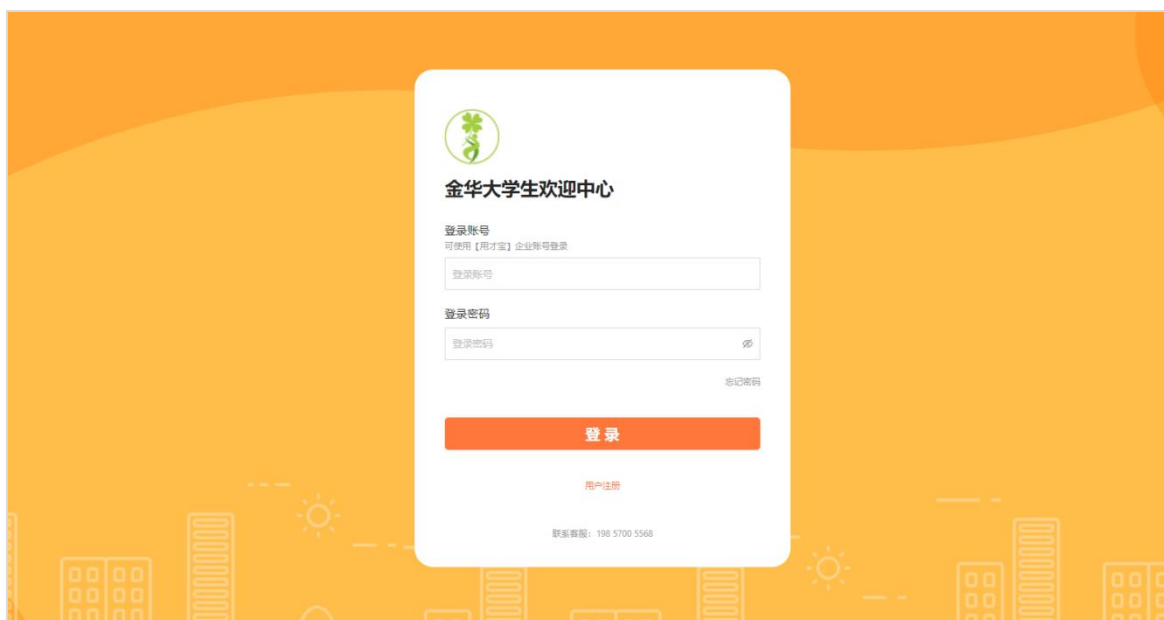 金华大学生欢迎中心
登录账号
可使用【用才宝】企业账号登录
登录账号
登录密码
登录密码
忘记密码
登 录
用户注册
联系客服：198 5700 5568